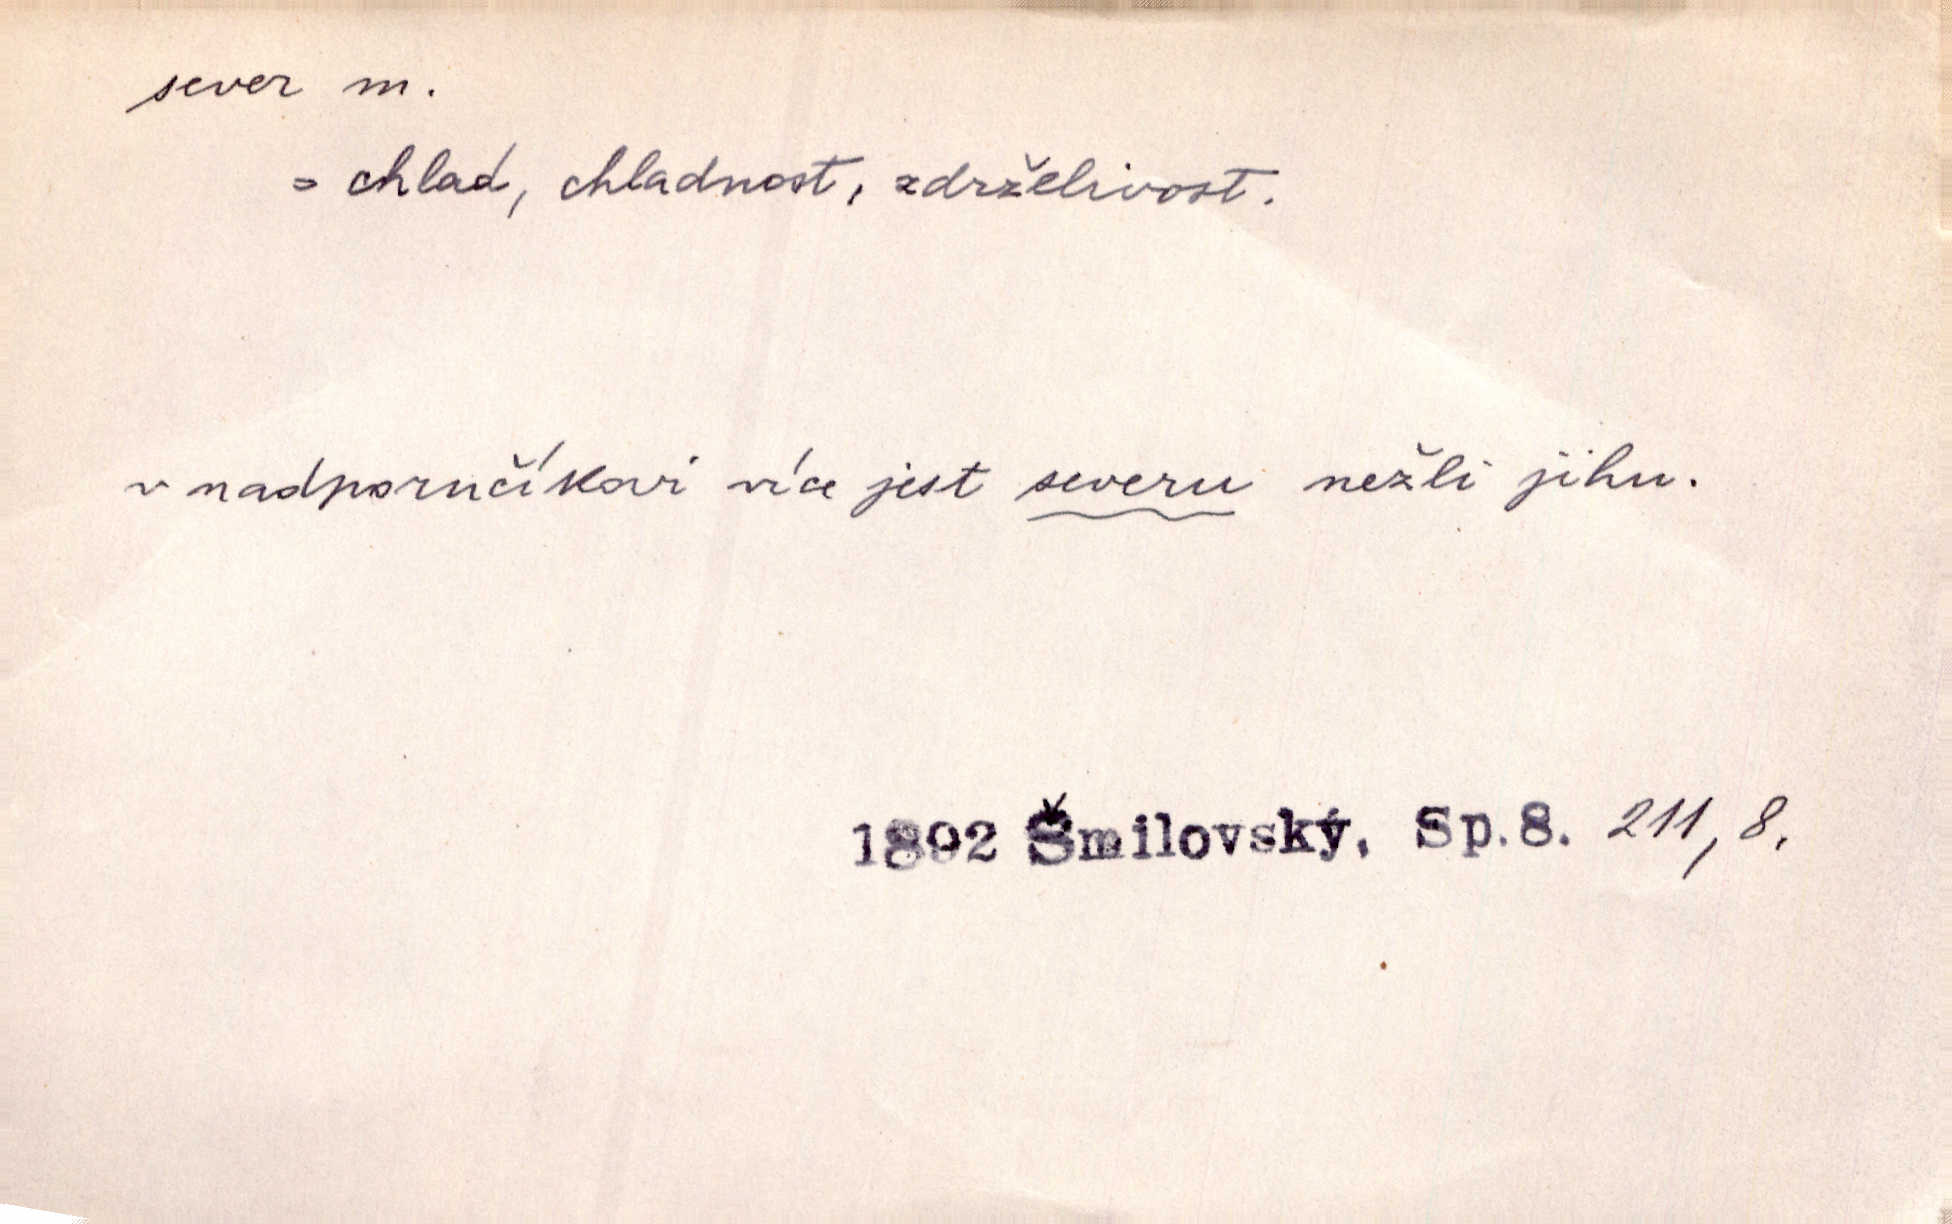 sever m.
= chlad, chladnost, zdrželivost.
v nadporučíkovi více jest severu nežli jihu.
1892 Šmilovský, Sp.8. 211, 8.